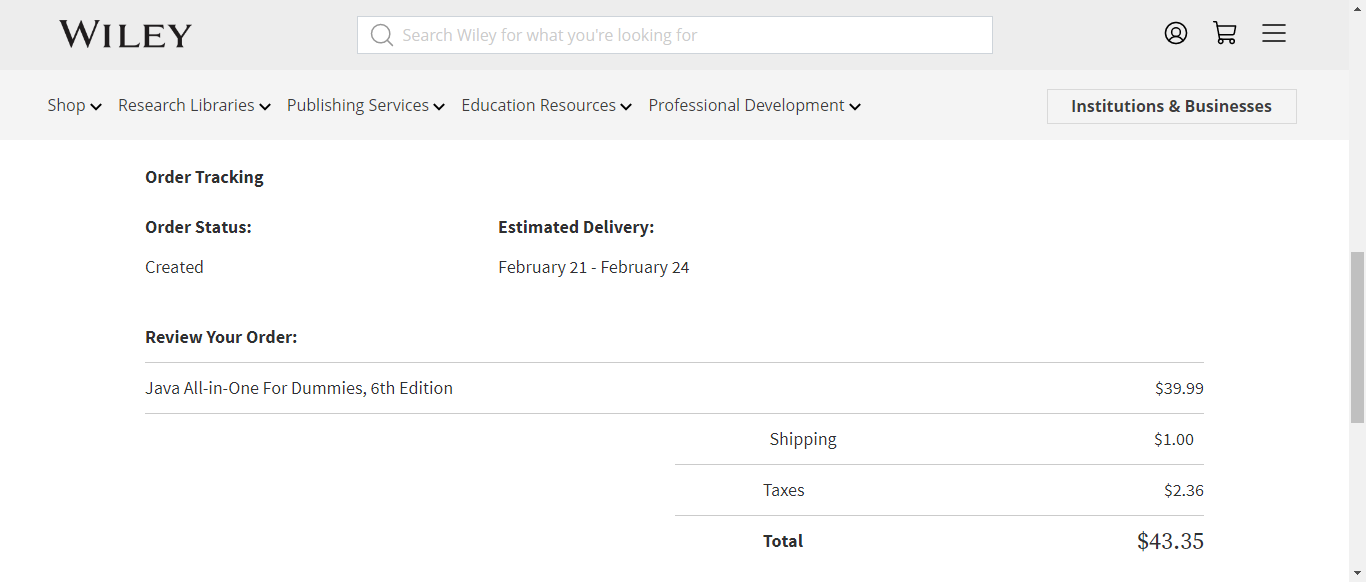 WILEY
Search Wiley for what you're looking for
Shop Research Libraries Publishing Services Education Resources Professional Development Institutions & Businesses
Order Tracking
Order Status: Estimated Delivery:
Created February 21 - February 24
Review Your Order:
Java All-in-One For Dummies, 6th Edition $39.99
Shipping $1.00
Taxes $2.36
Total $43.35